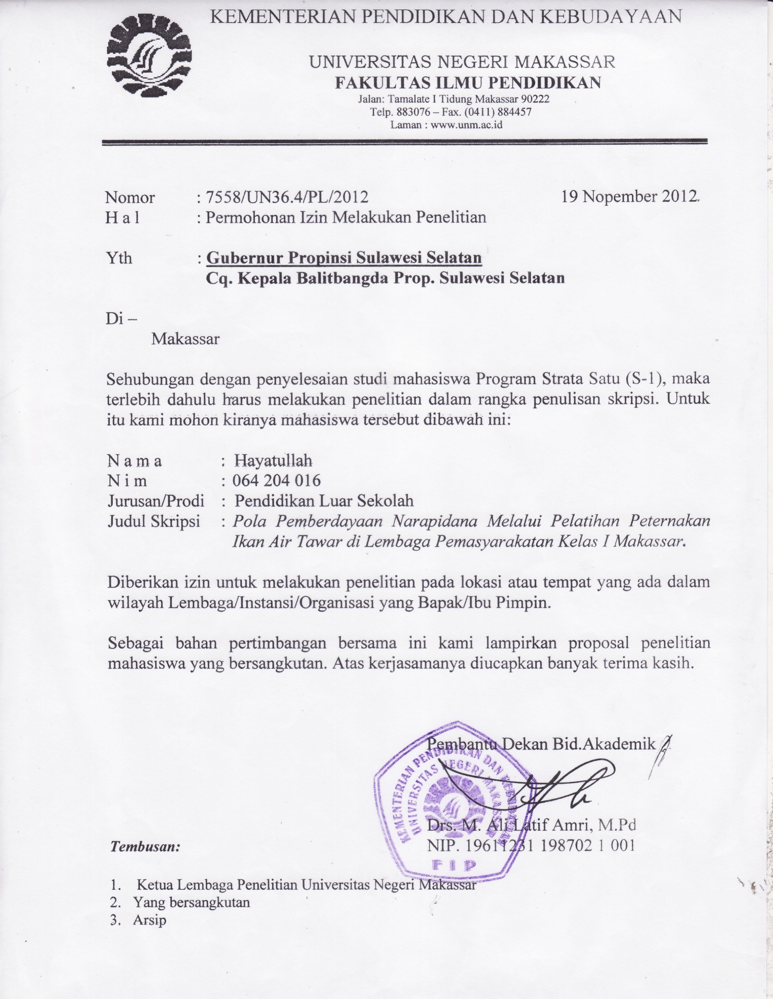 KEMENTERIAN PENDIDIKAN DAN KEBUDAYAAN
UNIVERSITAS NEGERI MAKASSAR
FAKULTAS ILMU PENDIDIKAN
Jalan: Tamalate I Tidung Makassar 90222
Telp. 883076 – Fax. (0411) 884457
Laman : www.unm.ac.id
Nomor : 7558/UN36.4/PL/2012 19 Nopember 2012.
H a l : Permohonan Izin Melakukan Penelitian
Yth : Gubernur Propinsi Sulawesi Selatan
Cq. Kepala Balitbangda Prop. Sulawesi Selatan
Di –
Makassar
Sehubungan dengan penyelesaian studi mahasiswa Program Strata Satu (S-1), maka
terlebih dahulu harus melakukan penelitian dalam rangka penulisan skripsi. Untuk
itu kami mohon kiranya mahasiswa tersebut dibawah ini:
N a m a : Hayatullah
N i m : 064 204 016
Jurusan/Prodi : Pendidikan Luar Sekolah
Judul Skripsi : Pola Pemberdayaan Narapidana Melalui Pelatihan Peternakan
Ikan Air Tawar di Lembaga Pemasyarakatan Kelas I Makassar.
Diberikan izin untuk melakukan penelitian pada lokasi atau tempat yang ada dalam
wilayah Lembaga/Instansi/Organisasi yang Bapak/Ibu Pimpin.
Sebagai bahan pertimbangan bersama ini kami lampirkan proposal penelitian
mahasiswa yang bersangkutan. Atas kerjasamanya diucapkan banyak terima kasih.
Pembantu Dekan Bid.Akademik
KEMENTERIAN PENDIDIKAN DAN KEBUDAYAAN
UNIVERSITAS NEGERI MAKASSAR
FIP
Drs. M. Ali Latif Amri, M.Pd
NIP. 19611231 198702 1 001
Tembusan:
1. Ketua Lembaga Penelitian Universitas Negeri Makassar
2. Yang bersangkutan
3. Arsip